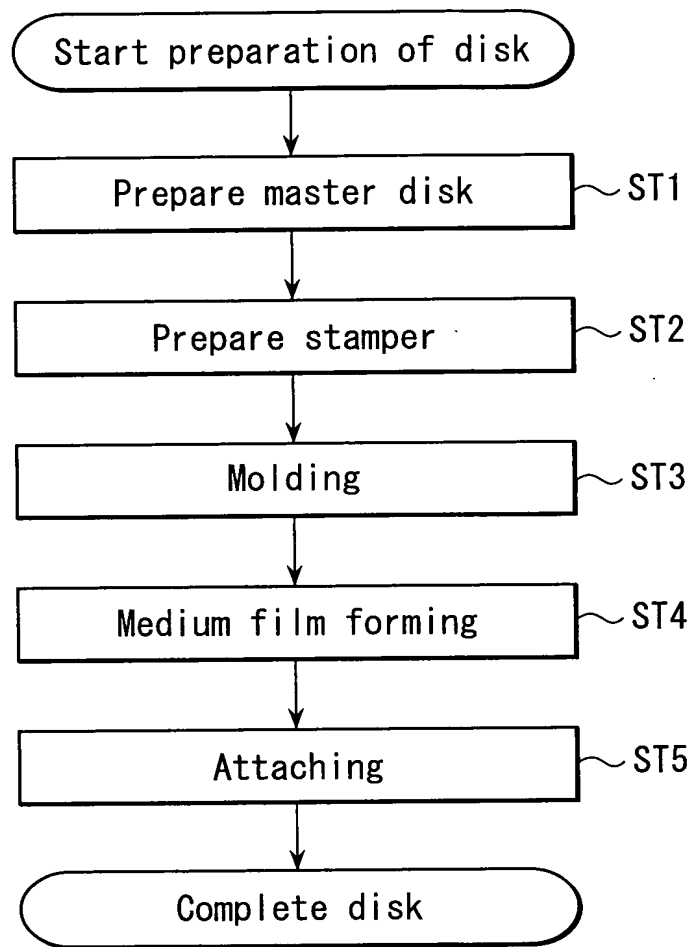 Start preparation of disk
Prepare master disk ST1
Prepare stamper ST2
Molding ST3
Medium film forming ST4
Attaching ST5
Complete disk